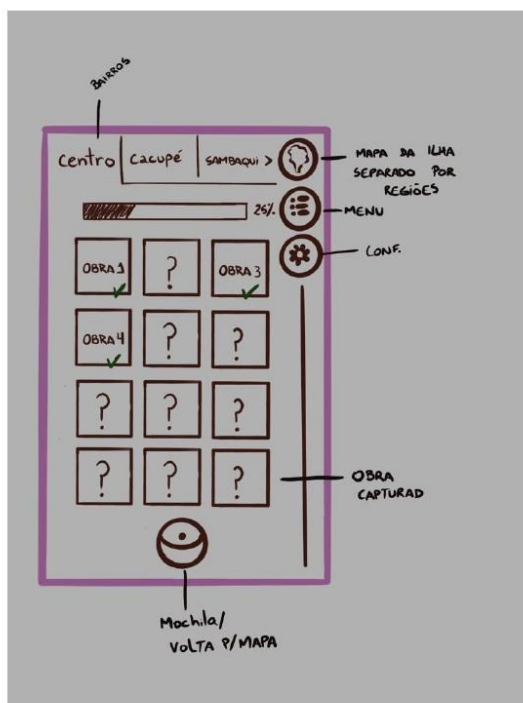 BAIRROS
Centro
Cacupé
SAMBAQUI >
MAPA DA ILHA
SEPARADO POR
REGIÕES
25%
MENU
CONF.
OBRA 1
?
OBRA 3
OBRA 4
?
?
?
?
?
?
?
?
OBRA
CAPTURAD
Mochila/
VOLTA P/MAPA